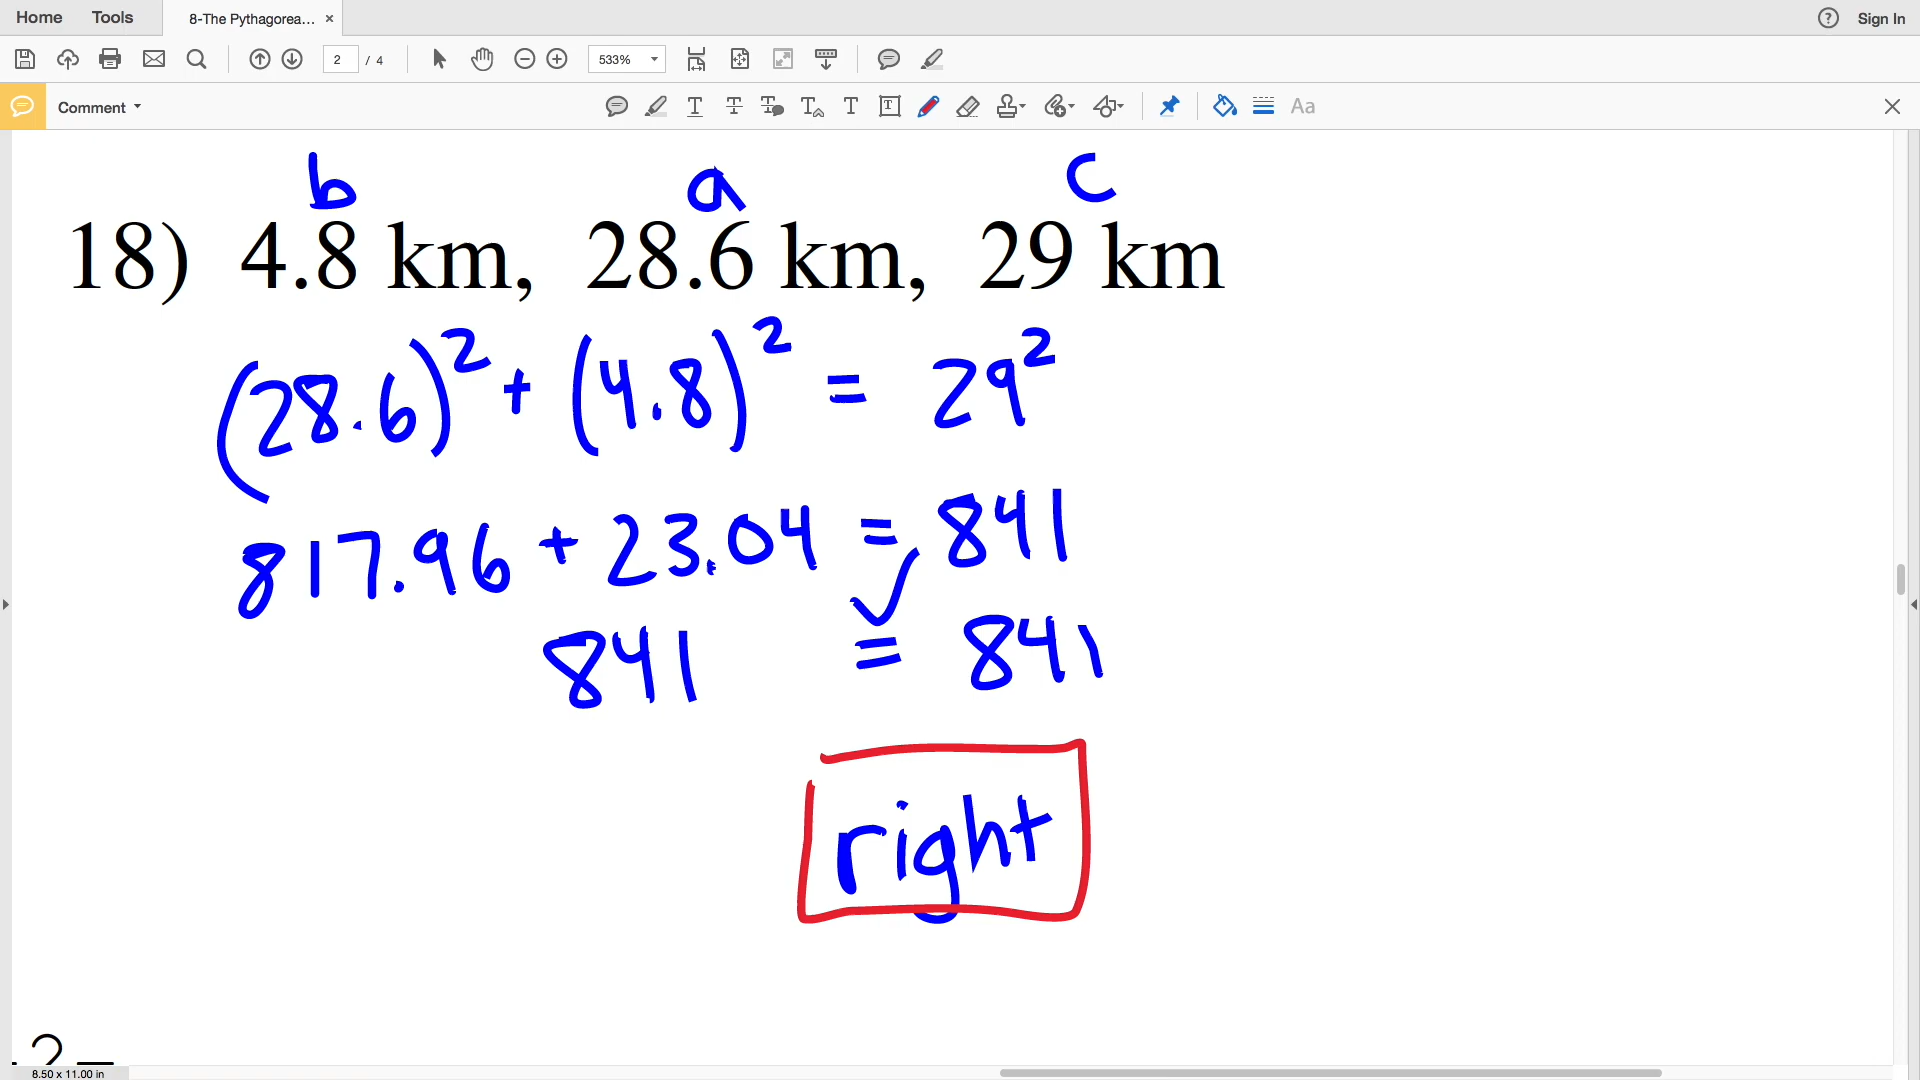 Home Tools 8-The Pythagorea... × ? Sign In
2 / 4 533%
Comment T T T T T T Aa
b a c
18) 4.8 km, 28.6 km, 29 km
(28.6)² + (4.8)² = 29²
817.96 + 23.04 = 841
841 = 841
right
8.50 x 11.00 in